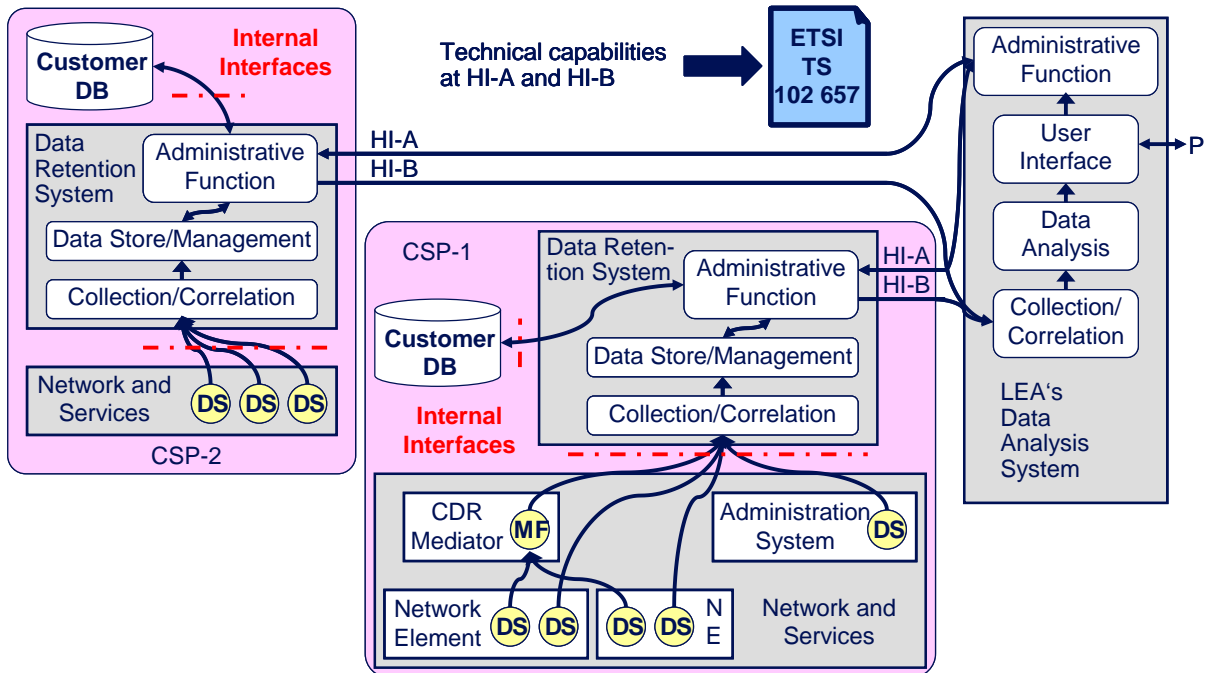 Customer
DB
Internal
Interfaces
Technical capabilities
at HI-A and HI-B
ETSI
TS
102 657
Administrative
Function
Data
Retention
System
Administrative
Function
HI-A
HI-B
User
Interface
P
Data Store/Management
Collection/Correlation
Data
Analysis
Collection/
Correlation
LEA‘s
Data
Analysis
System
Network and
Services
DS
DS
DS
CSP-2
CSP-1
Data Reten-
tion System
Administrative
Function
HI-A
HI-B
Customer
DB
Data Store/Management
Internal
Interfaces
Collection/Correlation
CDR
Mediator
MF
Administration
System
DS
Network
Element
DS
DS
DS
DS
N
E
Network and
Services